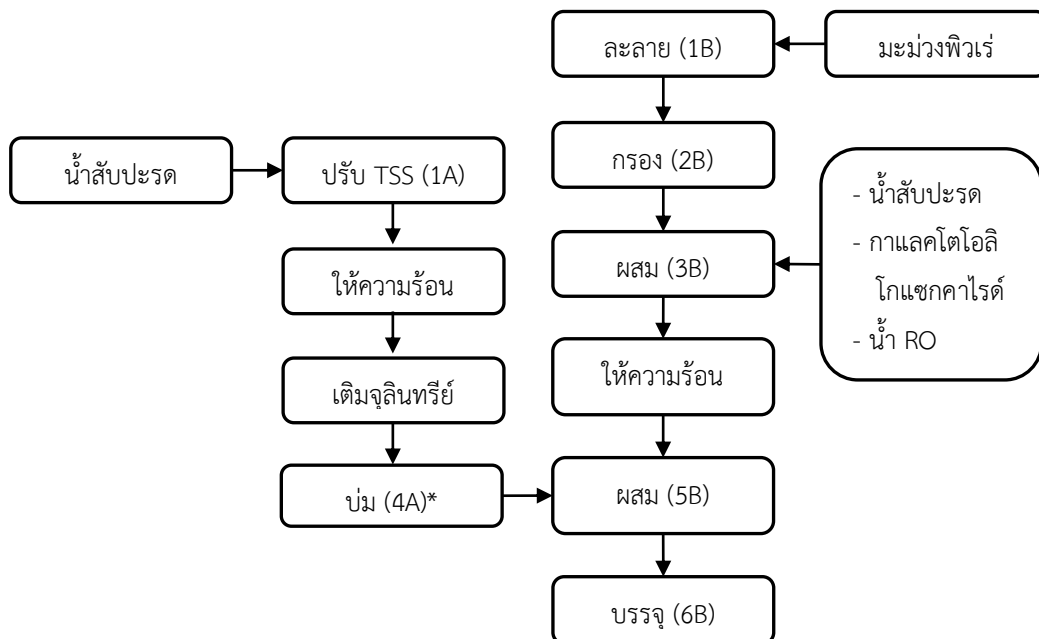 ละลาย (1B)
มะม่วงพิวเร่
น้ำสับปะรด
ปรับ TSS (1A)
กรอง (2B)
- น้ำสับปะรด
- กาแลคโตโอลิ
โกแซกคาไรด์
- น้ำ RO
ให้ความร้อน
ผสม (3B)
เติมจุลินทรีย์
ให้ความร้อน
บ่ม (4A)*
ผสม (5B)
บรรจุ (6B)